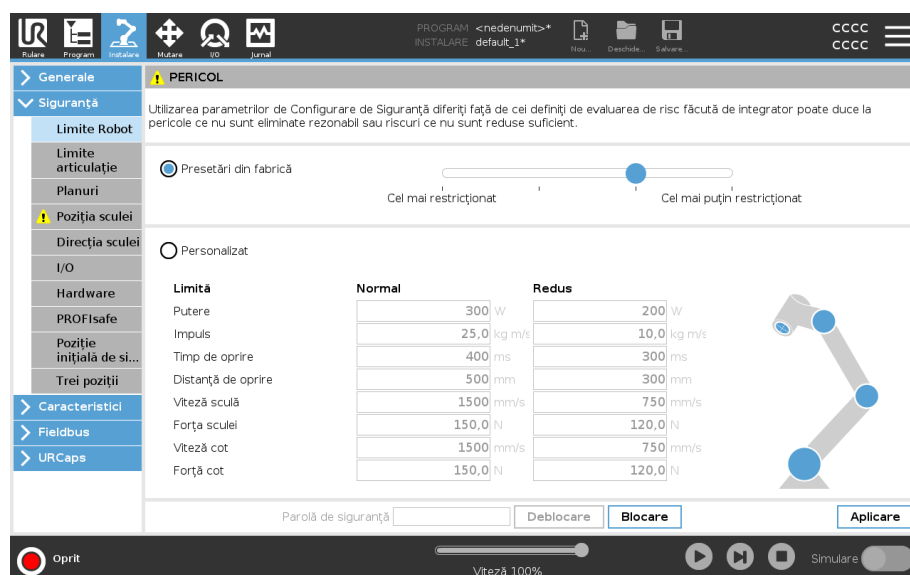 PROGRAM <nedenumit>*
INSTALARE default_1*
Nou...
Deschide...
Salvare...
CCCC
CCCC
Rulare
Program
Instalare
Mutare
I/O
Jurnal
Generale
Siguranță
Limite Robot
Limite
articulație
Planuri
Poziția sculei
Direcția sculei
I/O
Hardware
PROFIsafe
Poziție
inițială de si...
Trei poziții
Caracteristici
Fieldbus
URCaps
PERICOL
Utilizarea parametrilor de Configurare de Siguranță diferiți față de cei definiți de evaluarea de risc făcută de integrator poate duce la
pericole ce nu sunt eliminate rezonabil sau riscuri ce nu sunt reduse suficient.
Presetări din fabrică
Cel mai restricționat
Cel mai puțin restricționat
Personalizat
Limită Normal Redus
Putere 300 W 200 W
Impuls 25,0 kg m/s 10,0 kg m/s
Timp de oprire 400 ms 300 ms
Distanță de oprire 500 mm 300 mm
Viteză sculă 1500 mm/s 750 mm/s
Forța sculei 150,0 N 120,0 N
Viteză cot 1500 mm/s 750 mm/s
Forță cot 150,0 N 120,0 N
Parolă de siguranță
Deblocare
Blocare
Aplicare
Oprit
Viteză 100%
Simulare